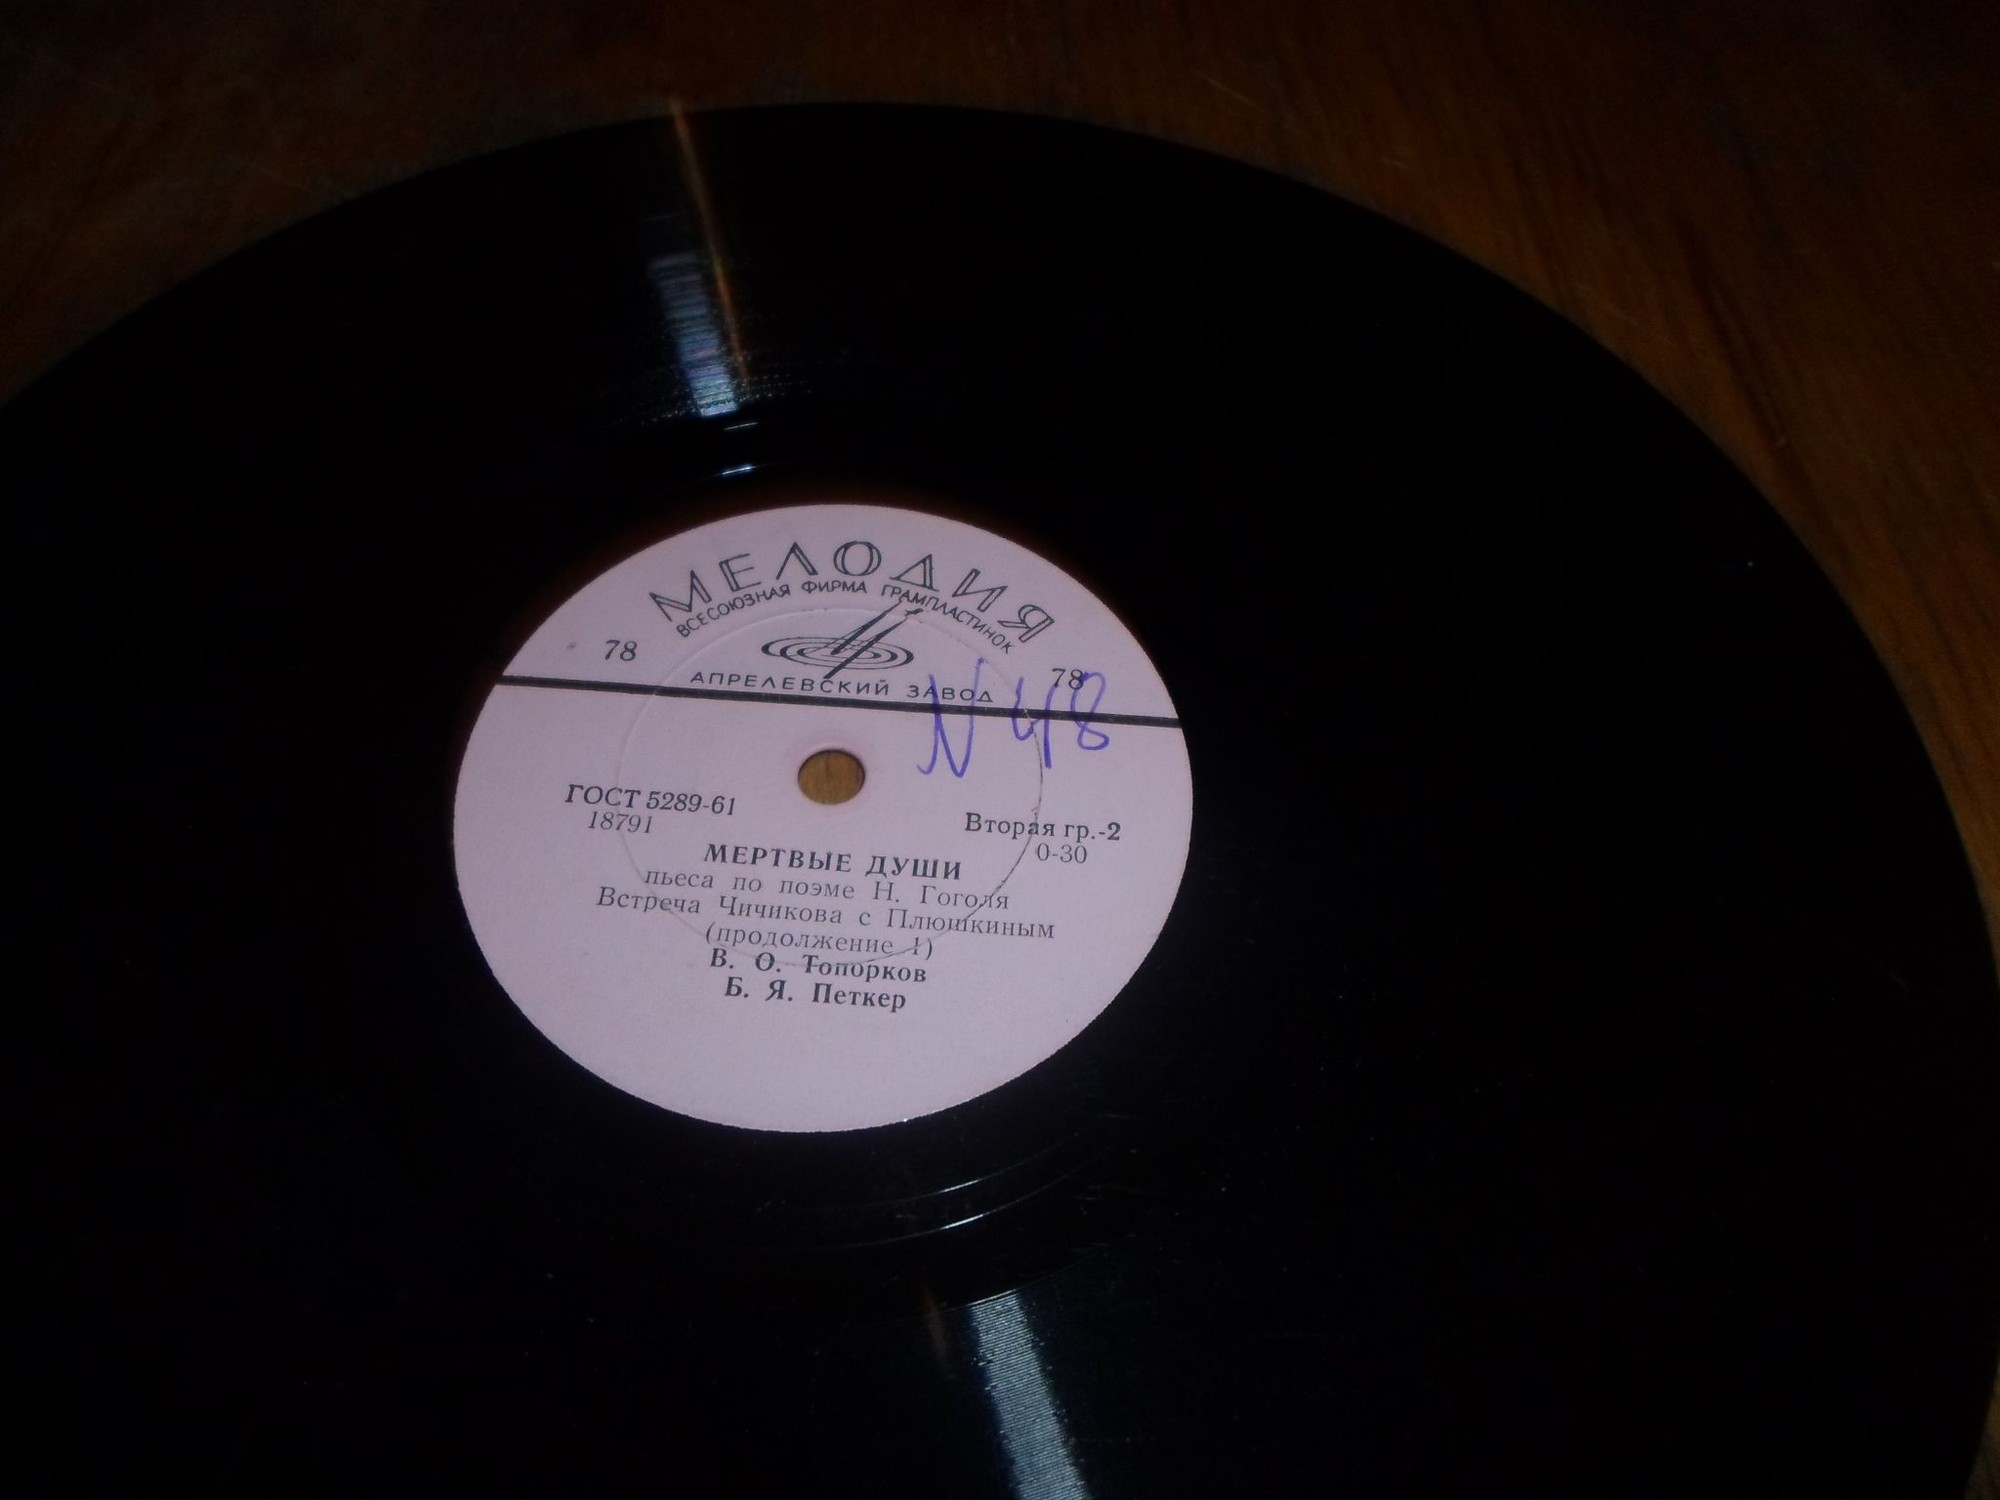 МЕЛОДИЯ
ВСЕСОЮЗНАЯ ФИРМА ГРАМПЛАСТИНОК
78 78
АПРЕЛЕВСКИЙ ЗАВОД
N 48
ГОСТ 5289-61 Вторая гр.-2
18791 0-30
МЕРТВЫЕ ДУШИ
пьеса по поэме Н. Гоголя
Встреча Чичикова с Плюшкиным
(продолжение 1)
В. О. Топорков
Б. Я. Петкер